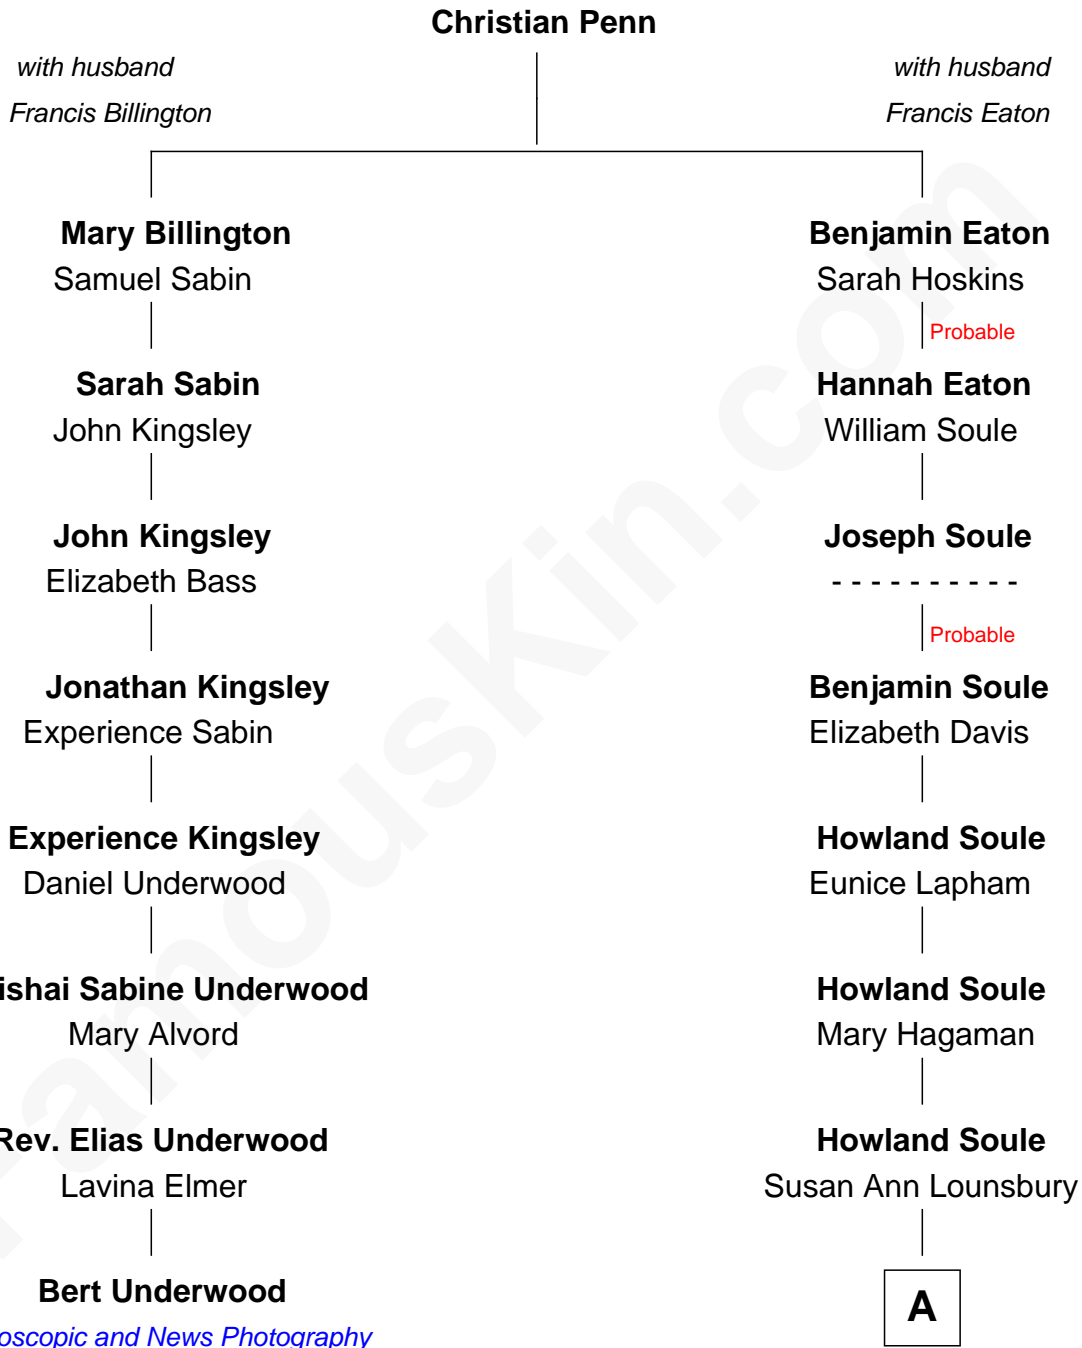 Christian Penn
with husband
Francis Billington
with husband
Francis Eaton
Mary Billington
Samuel Sabin
Benjamin Eaton
Sarah Hoskins
Probable
Sarah Sabin
John Kingsley
Hannah Eaton
William Soule
John Kingsley
Elizabeth Bass
Joseph Soule
- - - - - - - - - -
Probable
Jonathan Kingsley
Experience Sabin
Benjamin Soule
Elizabeth Davis
Experience Kingsley
Daniel Underwood
Howland Soule
Eunice Lapham
Sabine Underwood
Mary Alvord
Howland Soule
Mary Hagaman
Rev. Elias Underwood
Lavina Elmer
Howland Soule
Susan Ann Lounsbury
Bert Underwood
and News Photography
A
FamousKin.com